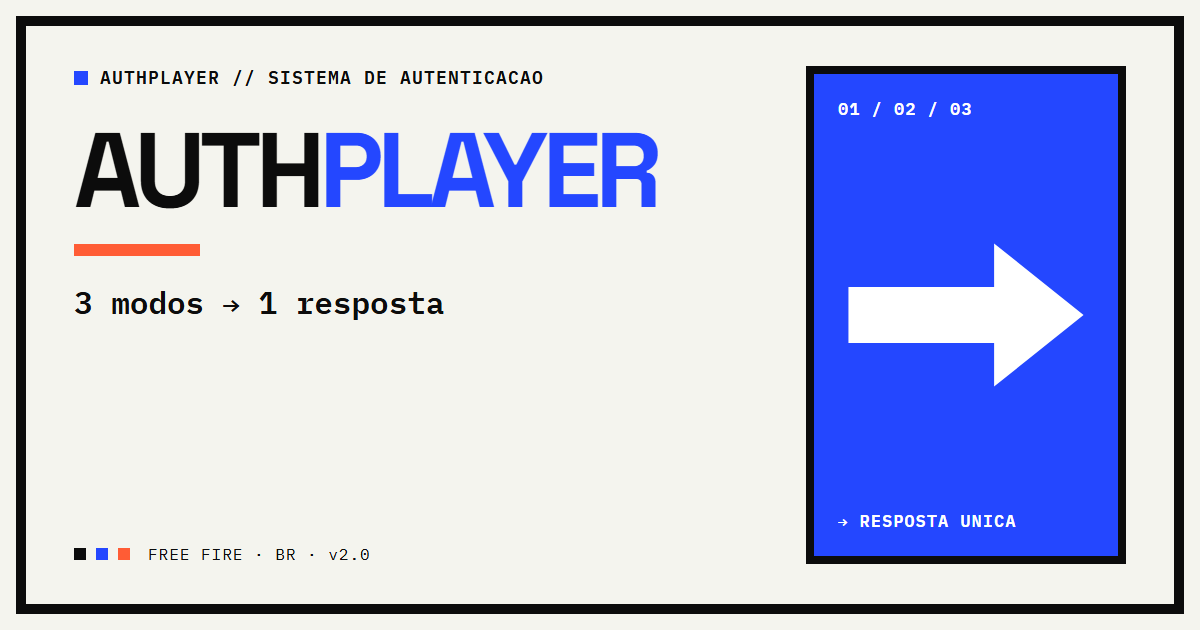 AUTHPLAYER // SISTEMA DE AUTENTICACAO
AUTHPLAYER
3 modos → 1 resposta
FREE FIRE · BR · v2.0
01 / 02 / 03
→ RESPOSTA UNICA